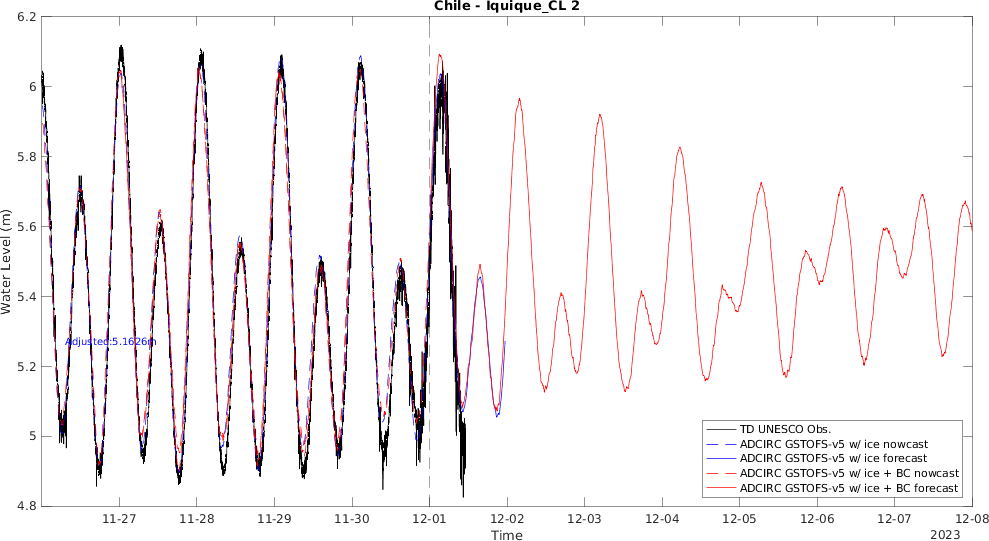 Chile - Iquique_CL 2
Water Level (m)
6.2
6
5.8
5.6
5.4
5.2
5
4.8
Adjusted:5.1626m
TD UNESCO Obs.
ADCIRC GSTOFS-v5 w/ ice nowcast
ADCIRC GSTOFS-v5 w/ ice forecast
ADCIRC GSTOFS-v5 w/ ice + BC nowcast
ADCIRC GSTOFS-v5 w/ ice + BC forecast
11-27 11-28 11-29 11-30 12-01 12-02 12-03 12-04 12-05 12-06 12-07 12-08
Time
2023